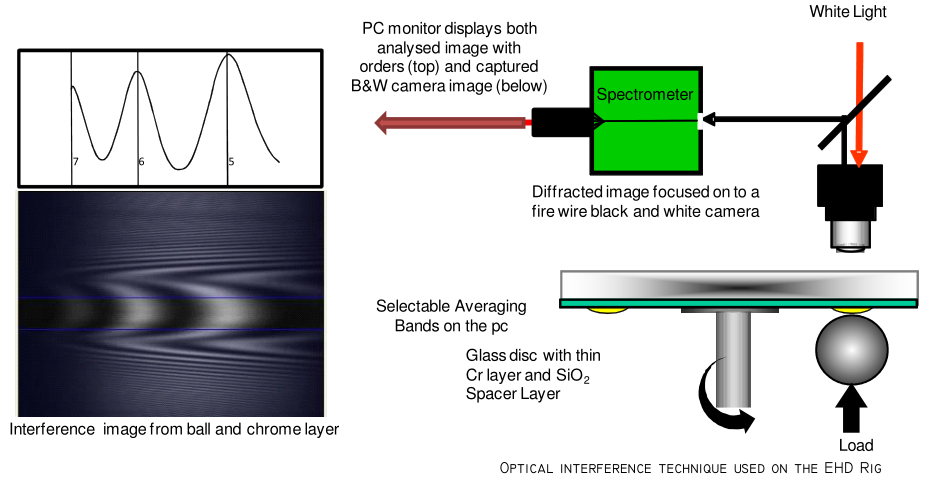 White Light
PC monitor displays both
analysed image with
orders (top) and captured
B&W camera image (below)
Spectrometer
7
6
5
Diffracted image focused on to a
fire wire black and white camera
Selectable Averaging
Bands on the pc
Glass disc with thin
Cr layer and SiO₂
Spacer Layer
Interference image from ball and chrome layer
Load
OPTICAL INTERFERENCE TECHNIQUE USED ON THE EHD RIG